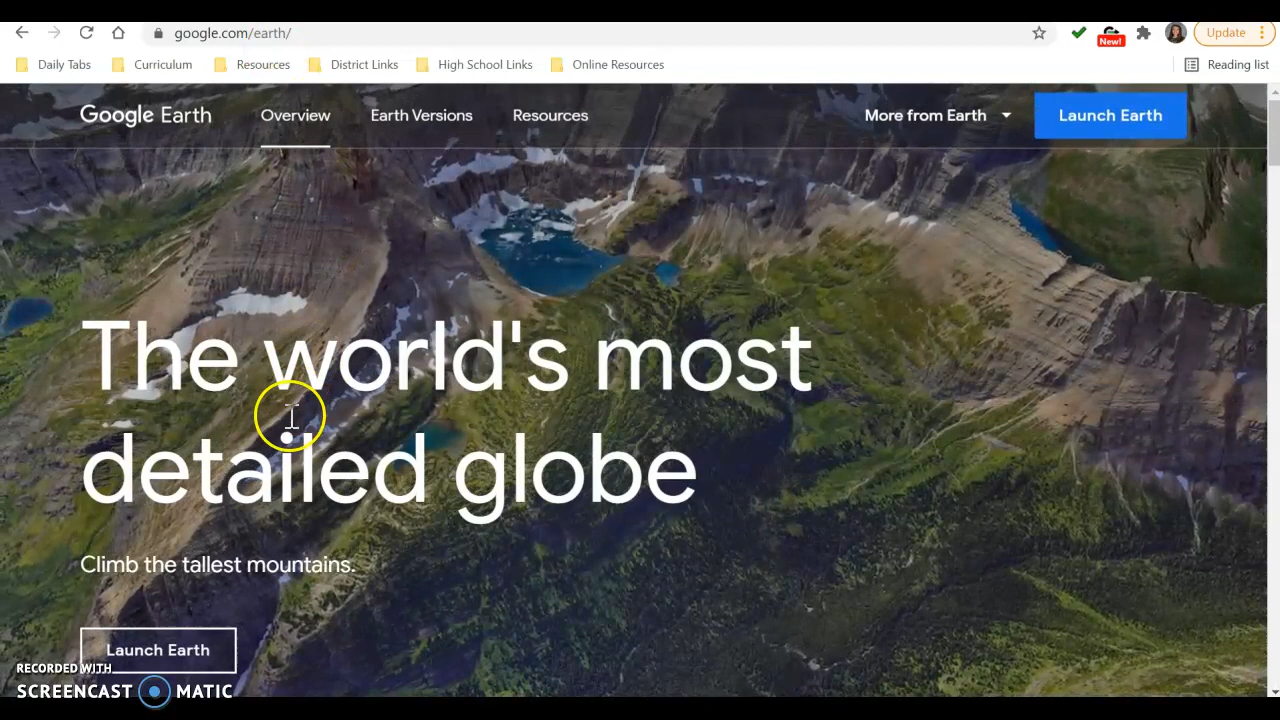 google.com/earth/
New!
Update
Daily Tabs
Curriculum
Resources
District Links
High School Links
Online Resources
Reading list
Google Earth
Overview
Earth Versions
Resources
More from Earth
Launch Earth
The world's most
detailed globe
Climb the tallest mountains.
Launch Earth
RECORDED WITH
SCREENCAST MATIC